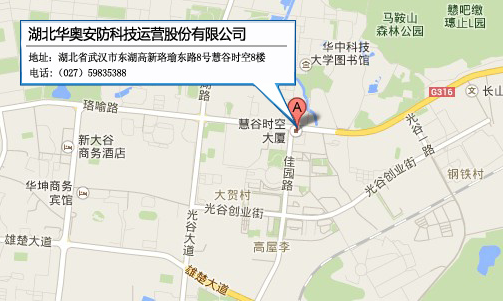 湖北华奥安防科技运营股份有限公司
地址: 湖北省武汉市东湖高新珞瑜东路8号慧谷时空8楼
电话: (027) 59835388
马鞍山
森林公园
华中科技
大学图书馆
G316
长山
珞喻路
周路
A
慧谷时空
大厦
光谷一路
新大谷
商务酒店
佳园路
光谷创业街
钢铁村
华坤商务
宾馆
大贺村
光谷创业街
光谷大道
高屋李
雄楚大道
雄楚大道